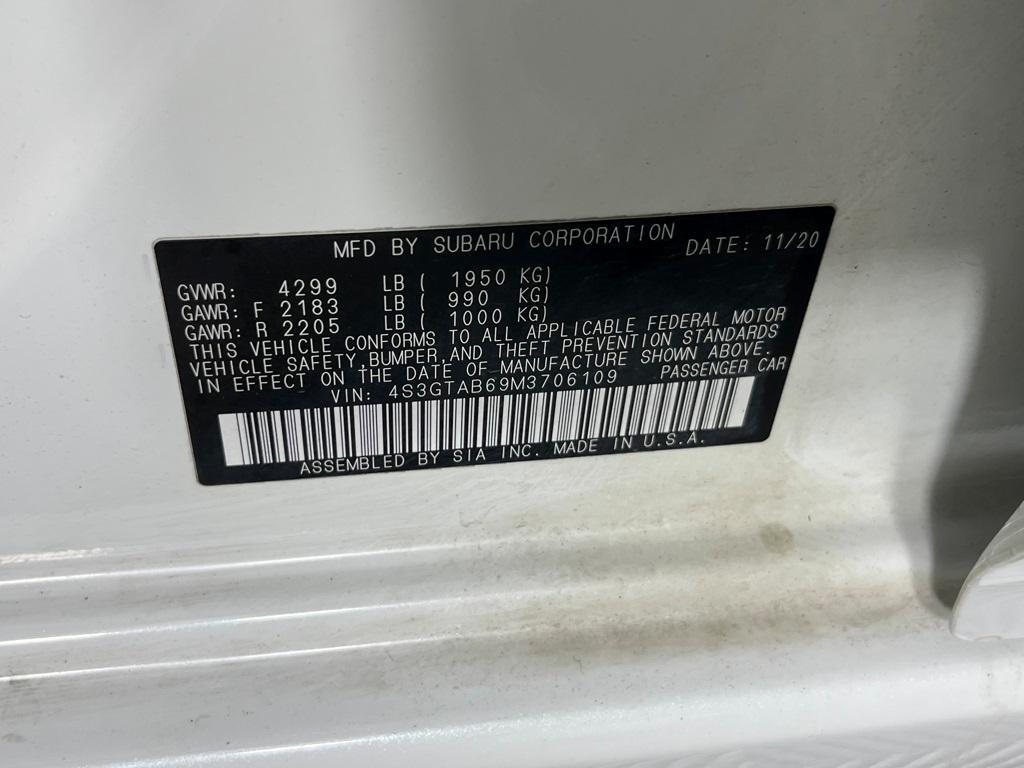 MFD BY SUBARU CORPORATION DATE: 11/20
GVWR: 4299 LB ( 1950 KG)
GAWR: F 2183 LB ( 990 KG)
GAWR: R 2205 LB ( 1000 KG)
THIS VEHICLE CONFORMS TO ALL APPLICABLE FEDERAL MOTOR
VEHICLE SAFETY,BUMPER,AND THEFT PREVENTION STANDARDS
IN EFFECT ON THE DATE OF MANUFACTURE SHOWN ABOVE.
VIN: 4S3GTAB69M3706109 PASSENGER CAR
ASSEMBLED BY SIA INC. MADE IN U.S.A.